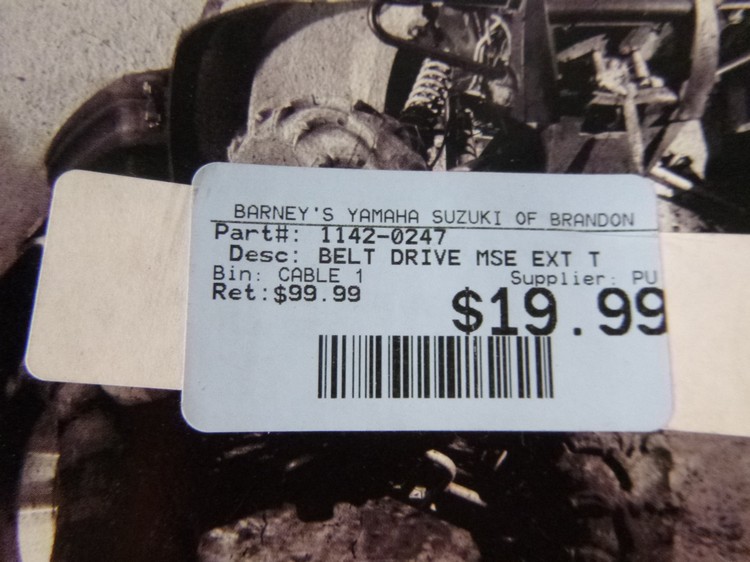 BARNEY'S YAMAHA SUZUKI OF BRANDON
Part#: 1142-0247
Desc: BELT DRIVE MSE EXT T
Bin: CABLE 1 Supplier: PU
Ret:$99.99 $19.99